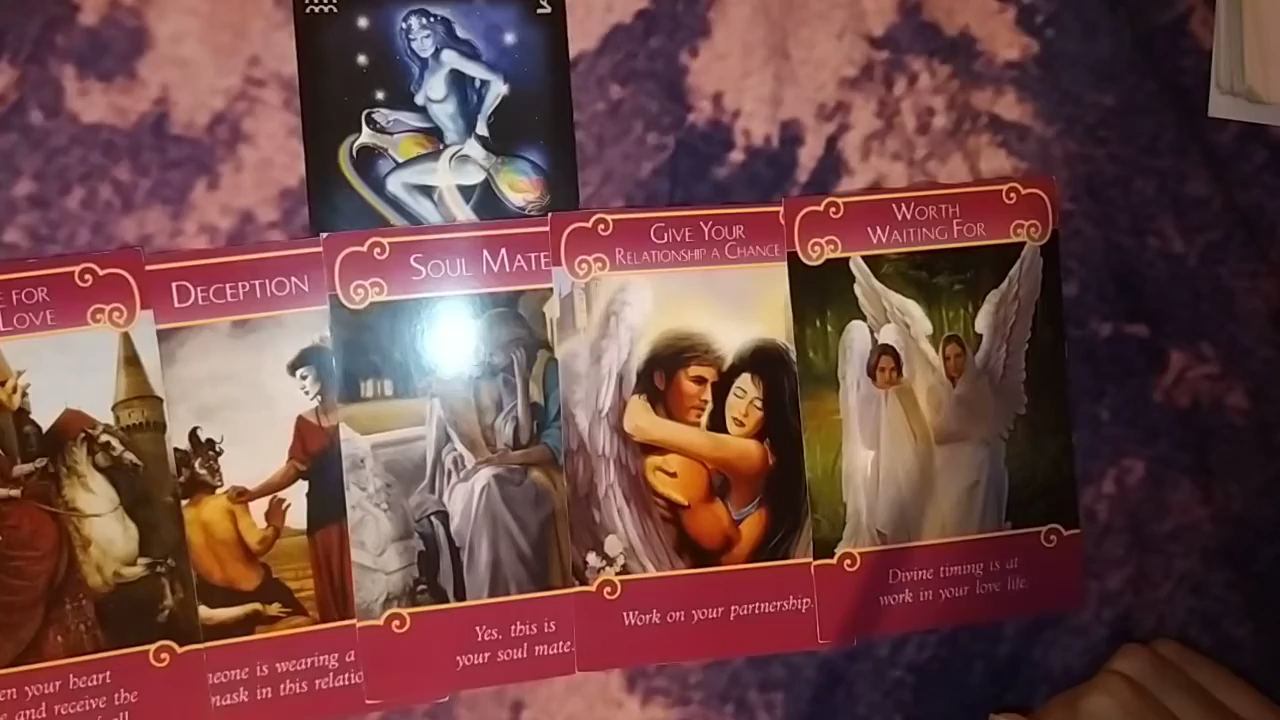 E FOR
LOVE
en your heart
e and receive the
DECEPTION
eone is wearing a
mask in this relatio
SOUL MATE
Yes, this is
your soul mate.
GIVE YOUR
RELATIONSHIP A CHANCE
Work on your partnership.
WORTH
WAITING FOR
Divine timing is at
work in your love life.